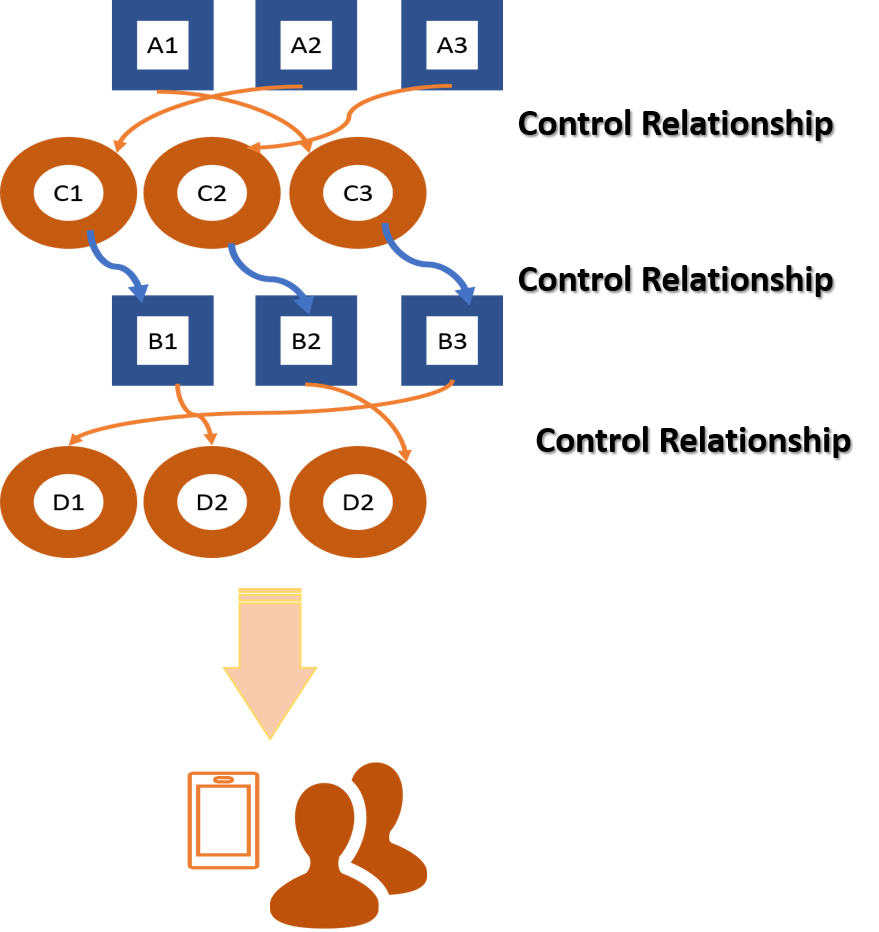 A1 A2 A3
Control Relationship
C1 C2 C3
Control Relationship
B1 B2 B3
Control Relationship
D1 D2 D2